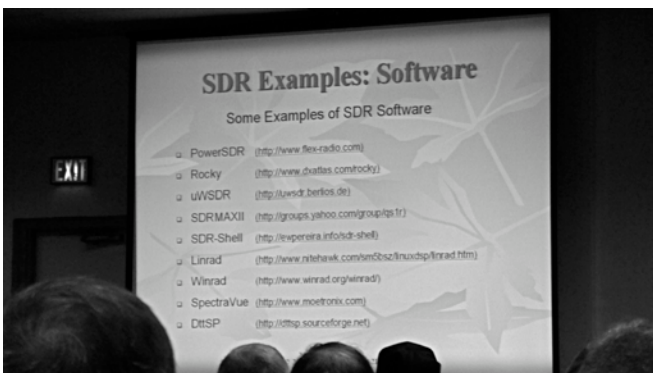 SDR Examples: Software
Some Examples of SDR Software
PowerSDR (http://www.flex-radio.com)
Rocky (http://www.dxatlas.com/rocky)
uWSDR (http://uwsdr.berlios.de)
SDRMAXII (http://groups.yahoo.com/group/qs1r)
SDR-Shell (http://ewpereira.info/sdr-shell)
Linrad (http://www.nitehawk.com/sm5bsz/linuxdsp/linrad.htm)
Winrad (http://www.winrad.org/winrad/)
SpectraVue (http://www.moetronix.com)
DttSP (http://dttsp.sourceforge.net)
EXIT